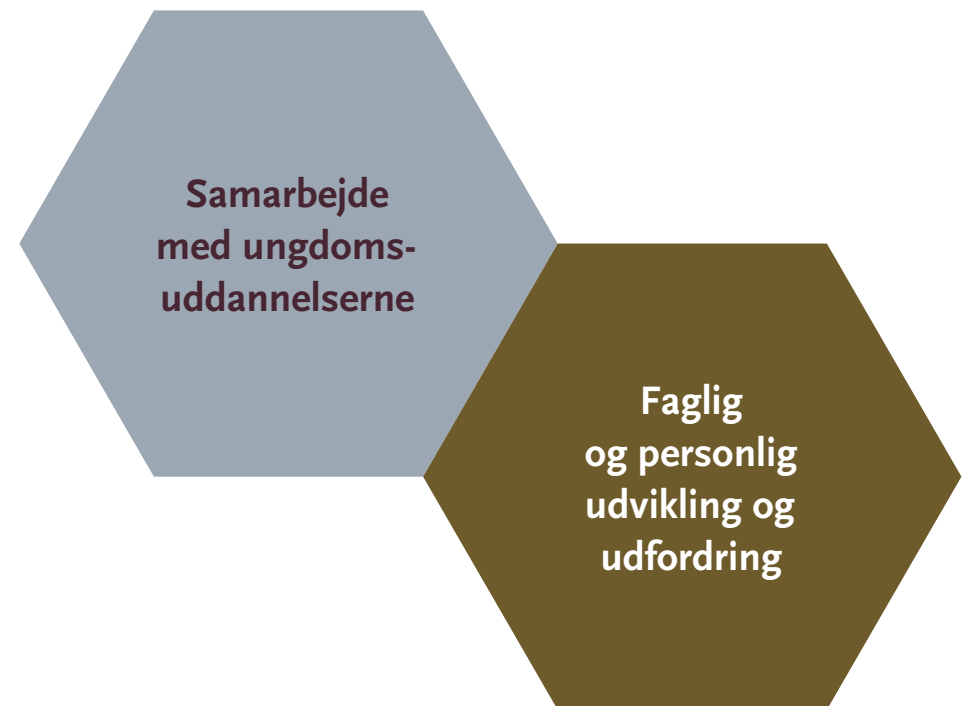 Samarbejde
med ungdoms-
uddannelserne
Faglig
og personlig
udvikling og
udfordring